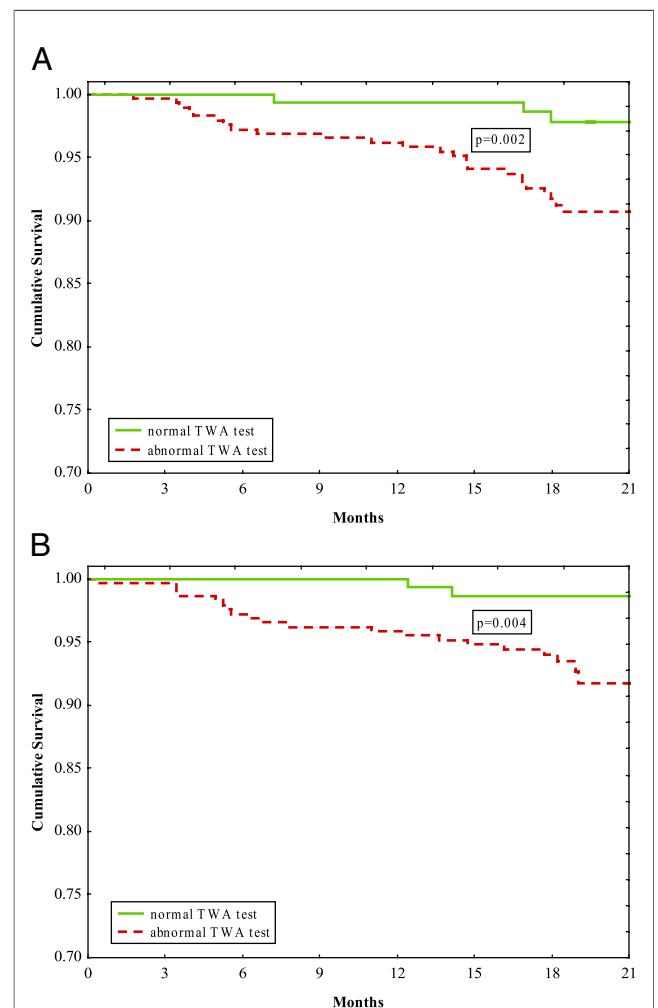 A
1.00
0.95
0.90
0.85
0.80
0.75
0.70
Cumulative Survival
p=0.002
normal TWA test
abnormal TWA test
0 3 6 9 12 15 18 21
Months
B
1.00
0.95
0.90
0.85
0.80
0.75
0.70
Cumulative Survival
p=0.004
normal TWA test
abnormal TWA test
0 3 6 9 12 15 18 21
Months